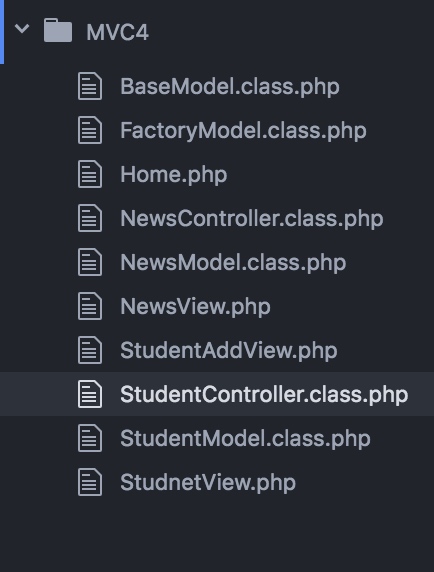 MVC4
BaseModel.class.php
FactoryModel.class.php
Home.php
NewsController.class.php
NewsModel.class.php
NewsView.php
StudentAddView.php
StudentController.class.php
StudentModel.class.php
StudnetView.php